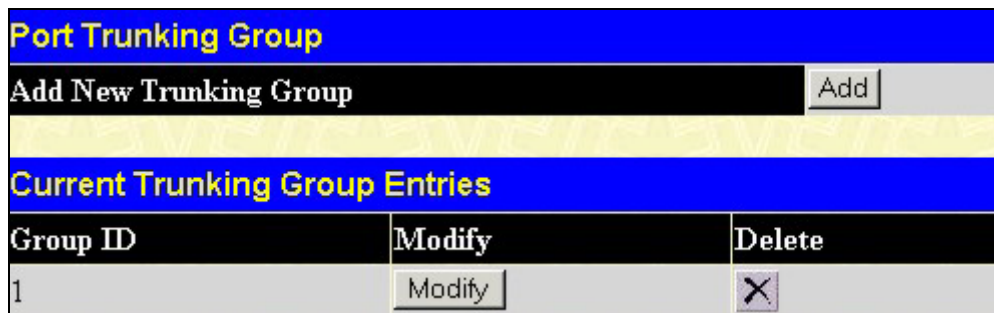 Port Trunking Group
Add New Trunking Group Add
Current Trunking Group Entries
Group ID Modify Delete
1 Modify X